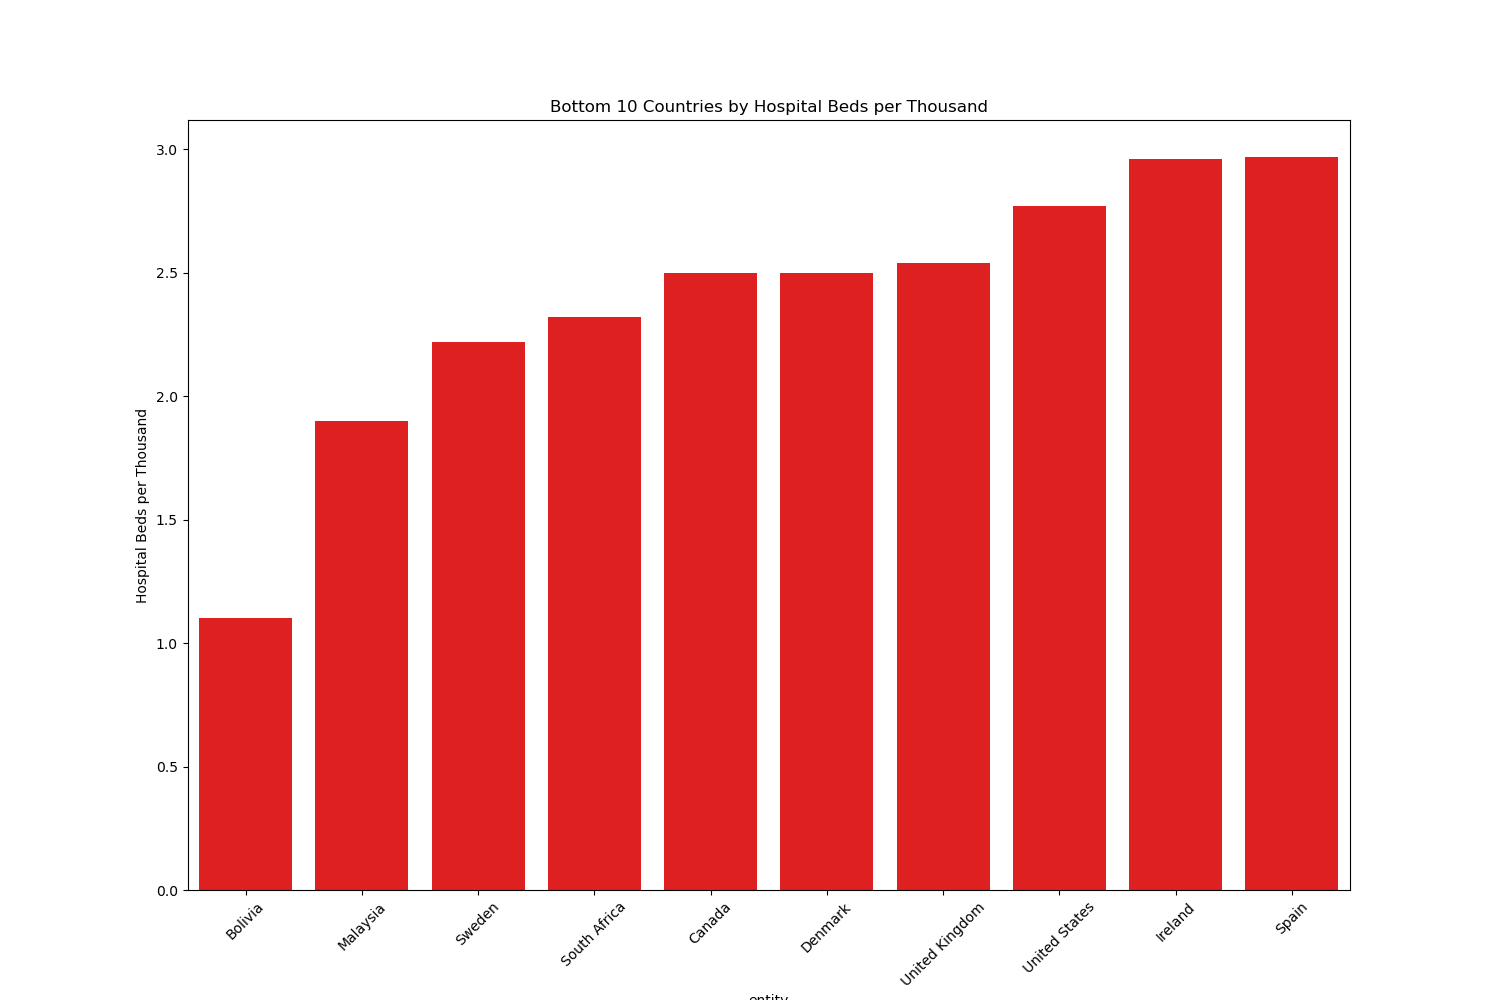 Bottom 10 Countries by Hospital Beds per Thousand
Hospital Beds per Thousand
3.0
2.5
2.0
1.5
1.0
0.5
0.0
Bolivia
Malaysia
Sweden
South Africa
Canada
Denmark
United Kingdom
United States
Ireland
Spain
entity